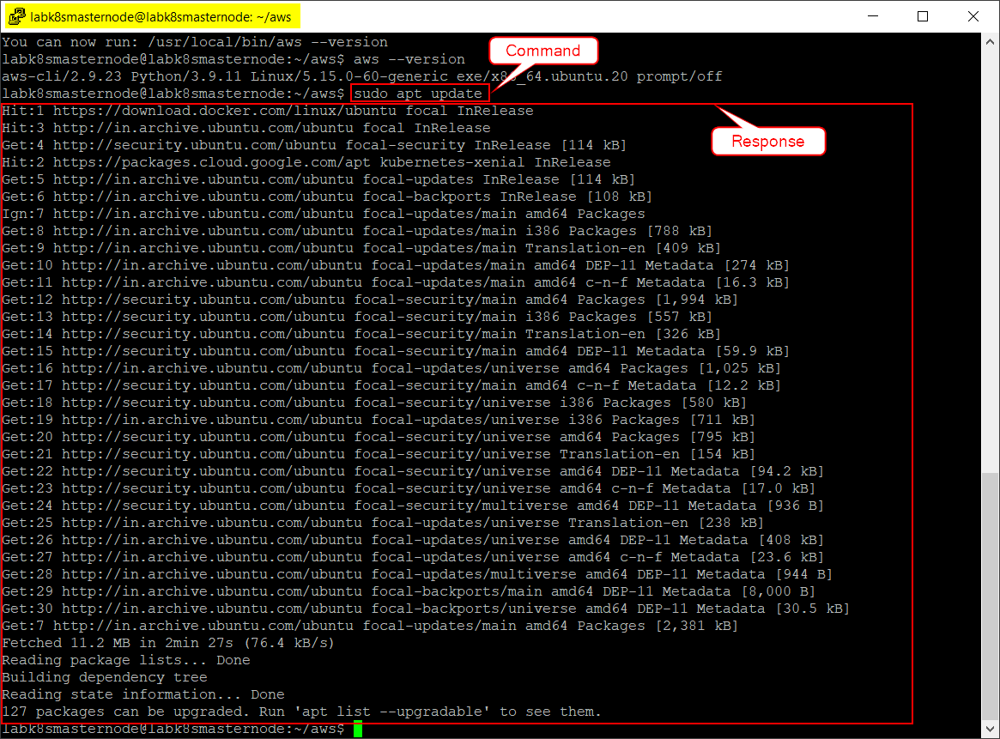 labk8smasternode@labk8smasternode: ~/aws
You can now run: /usr/local/bin/aws --version
labk8smasternode@labk8smasternode:~/aws$ aws --version
Command
aws-cli/2.9.23 Python/3.9.11 Linux/5.15.0-60-generic exe/x86_64.ubuntu.20 prompt/off
labk8smasternode@labk8smasternode:~/aws$ sudo apt update
Hit:1 https://download.docker.com/linux/ubuntu focal InRelease
Hit:3 http://in.archive.ubuntu.com/ubuntu focal InRelease
Response
Get:4 http://security.ubuntu.com/ubuntu focal-security InRelease [114 kB]
Hit:2 https://packages.cloud.google.com/apt kubernetes-xenial InRelease
Get:5 http://in.archive.ubuntu.com/ubuntu focal-updates InRelease [114 kB]
Get:6 http://in.archive.ubuntu.com/ubuntu focal-backports InRelease [108 kB]
Ign:7 http://in.archive.ubuntu.com/ubuntu focal-updates/main amd64 Packages
Get:8 http://in.archive.ubuntu.com/ubuntu focal-updates/main i386 Packages [788 kB]
Get:9 http://in.archive.ubuntu.com/ubuntu focal-updates/main Translation-en [409 kB]
Get:10 http://in.archive.ubuntu.com/ubuntu focal-updates/main amd64 DEP-11 Metadata [274 kB]
Get:11 http://in.archive.ubuntu.com/ubuntu focal-updates/main amd64 c-n-f Metadata [16.3 kB]
Get:12 http://security.ubuntu.com/ubuntu focal-security/main amd64 Packages [1,994 kB]
Get:13 http://security.ubuntu.com/ubuntu focal-security/main i386 Packages [557 kB]
Get:14 http://security.ubuntu.com/ubuntu focal-security/main Translation-en [326 kB]
Get:15 http://security.ubuntu.com/ubuntu focal-security/main amd64 DEP-11 Metadata [59.9 kB]
Get:16 http://in.archive.ubuntu.com/ubuntu focal-updates/universe amd64 Packages [1,025 kB]
Get:17 http://security.ubuntu.com/ubuntu focal-security/main amd64 c-n-f Metadata [12.2 kB]
Get:18 http://security.ubuntu.com/ubuntu focal-security/universe i386 Packages [580 kB]
Get:19 http://in.archive.ubuntu.com/ubuntu focal-updates/universe i386 Packages [711 kB]
Get:20 http://security.ubuntu.com/ubuntu focal-security/universe amd64 Packages [795 kB]
Get:21 http://security.ubuntu.com/ubuntu focal-security/universe Translation-en [154 kB]
Get:22 http://security.ubuntu.com/ubuntu focal-security/universe amd64 DEP-11 Metadata [94.2 kB]
Get:23 http://security.ubuntu.com/ubuntu focal-security/universe amd64 c-n-f Metadata [17.0 kB]
Get:24 http://security.ubuntu.com/ubuntu focal-security/multiverse amd64 DEP-11 Metadata [936 B]
Get:25 http://in.archive.ubuntu.com/ubuntu focal-updates/universe Translation-en [238 kB]
Get:26 http://in.archive.ubuntu.com/ubuntu focal-updates/universe amd64 DEP-11 Metadata [408 kB]
Get:27 http://in.archive.ubuntu.com/ubuntu focal-updates/universe amd64 c-n-f Metadata [23.6 kB]
Get:28 http://in.archive.ubuntu.com/ubuntu focal-updates/multiverse amd64 DEP-11 Metadata [944 B]
Get:29 http://in.archive.ubuntu.com/ubuntu focal-backports/main amd64 DEP-11 Metadata [8,000 B]
Get:30 http://in.archive.ubuntu.com/ubuntu focal-backports/universe amd64 DEP-11 Metadata [30.5 kB]
Get:7 http://in.archive.ubuntu.com/ubuntu focal-updates/main amd64 Packages [2,381 kB]
Fetched 11.2 MB in 2min 27s (76.4 kB/s)
Reading package lists... Done
Building dependency tree
Reading state information... Done
127 packages can be upgraded. Run 'apt list --upgradable' to see them.
labk8smasternode@labk8smasternode:~/aws$